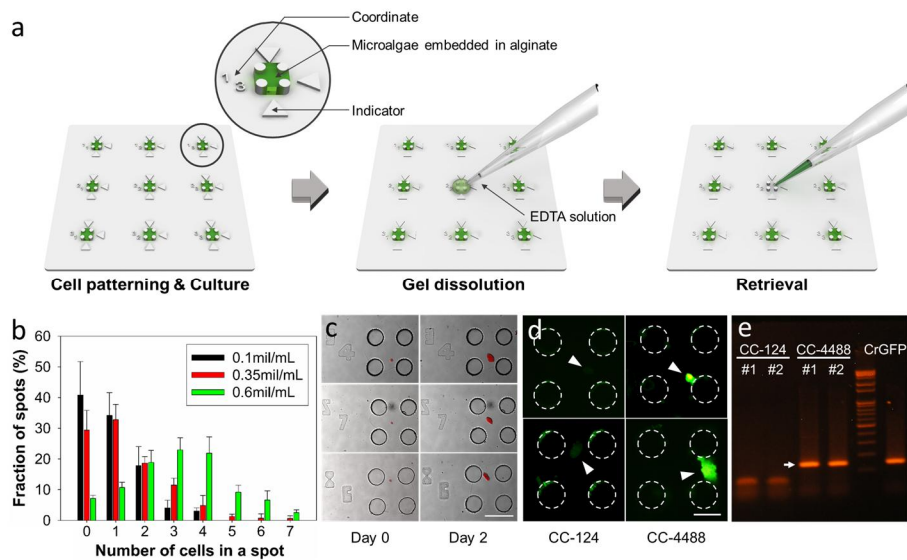 a
Coordinate
Microalgae embedded in alginate
Indicator
EDTA solution
Cell patterning & Culture
Gel dissolution
Retrieval
b
Fraction of spots (%)
60
50
40
30
20
10
0
0.1mil/mL
0.35mil/mL
0.6mil/mL
0 1 2 3 4 5 6 7
Number of cells in a spot
c
Day 0
Day 2
d
CC-124
CC-4488
e
CC-124 CC-4488 CrGFP
#1 #2 #1 #2